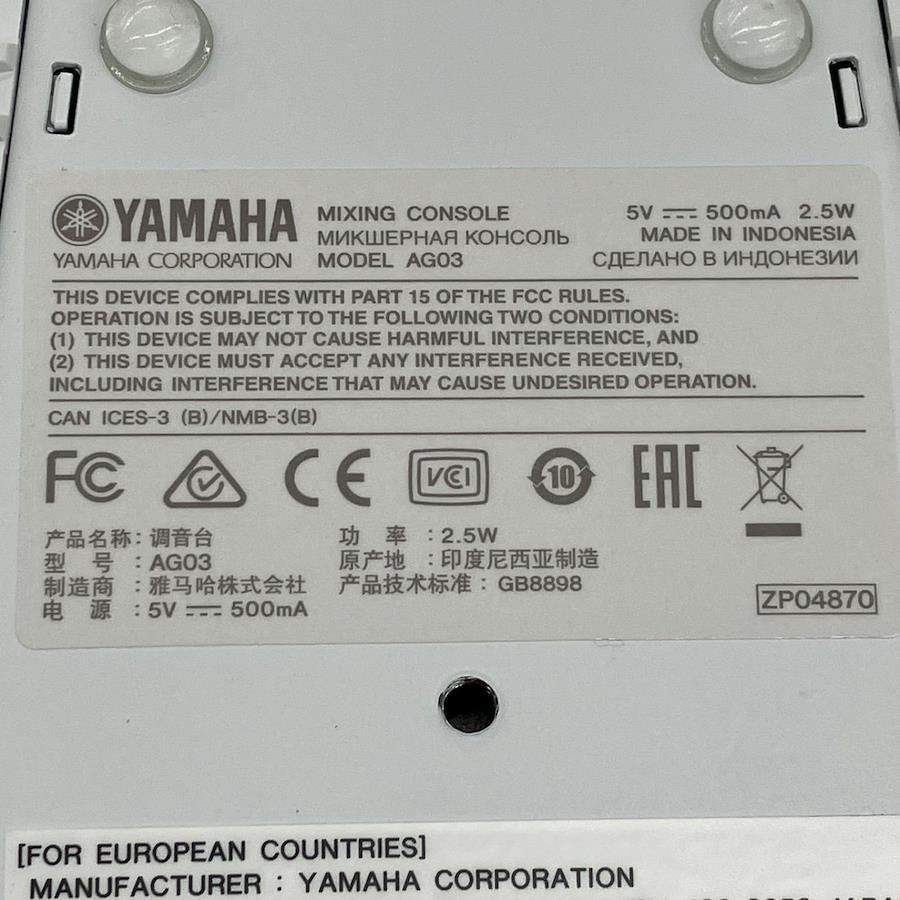 YAMAHA MIXING CONSOLE 5V ⎓ 500mA 2.5W
МИКШЕРНАЯ КОНСОЛЬ MADE IN INDONESIA
YAMAHA CORPORATION MODEL AG03 СДЕЛАНО В ИНДОНЕЗИИ
THIS DEVICE COMPLIES WITH PART 15 OF THE FCC RULES.
OPERATION IS SUBJECT TO THE FOLLOWING TWO CONDITIONS:
(1) THIS DEVICE MAY NOT CAUSE HARMFUL INTERFERENCE, AND
(2) THIS DEVICE MUST ACCEPT ANY INTERFERENCE RECEIVED,
INCLUDING INTERFERENCE THAT MAY CAUSE UNDESIRED OPERATION.
CAN ICES-3 (B)/NMB-3(B)
FC CE VCI 10 EAC
产品名称：调音台 功 率 ：2.5W
型 号 ：AG03 原产地 ：印度尼西亚制造
制造商 ：雅马哈株式会社 产品技术标准：GB8898
电 源 ：5V ⎓ 500mA
ZP04870
[FOR EUROPEAN COUNTRIES]
MANUFACTURER : YAMAHA CORPORATION